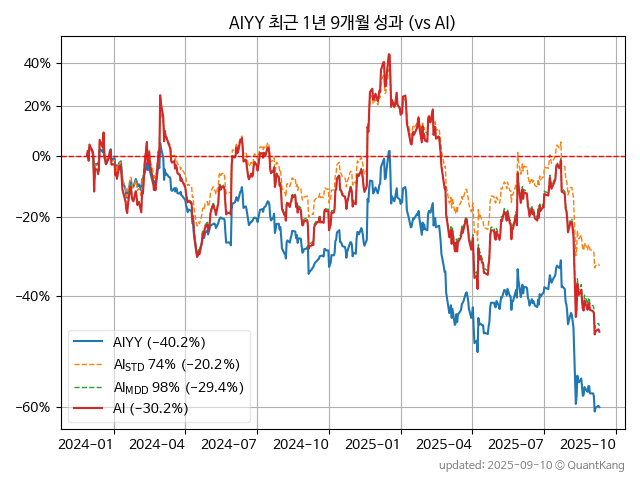 AIYY 최근 1년 9개월 성과 (vs AI)
40%
20%
0%
−20%
−40%
−60%
AIYY (−40.2%)
AISTD 74% (−20.2%)
AIMDD 98% (−29.4%)
AI (−30.2%)
2024-01 2024-04 2024-07 2024-10 2025-01 2025-04 2025-07 2025-10
updated: 2025-09-10 © QuantKang